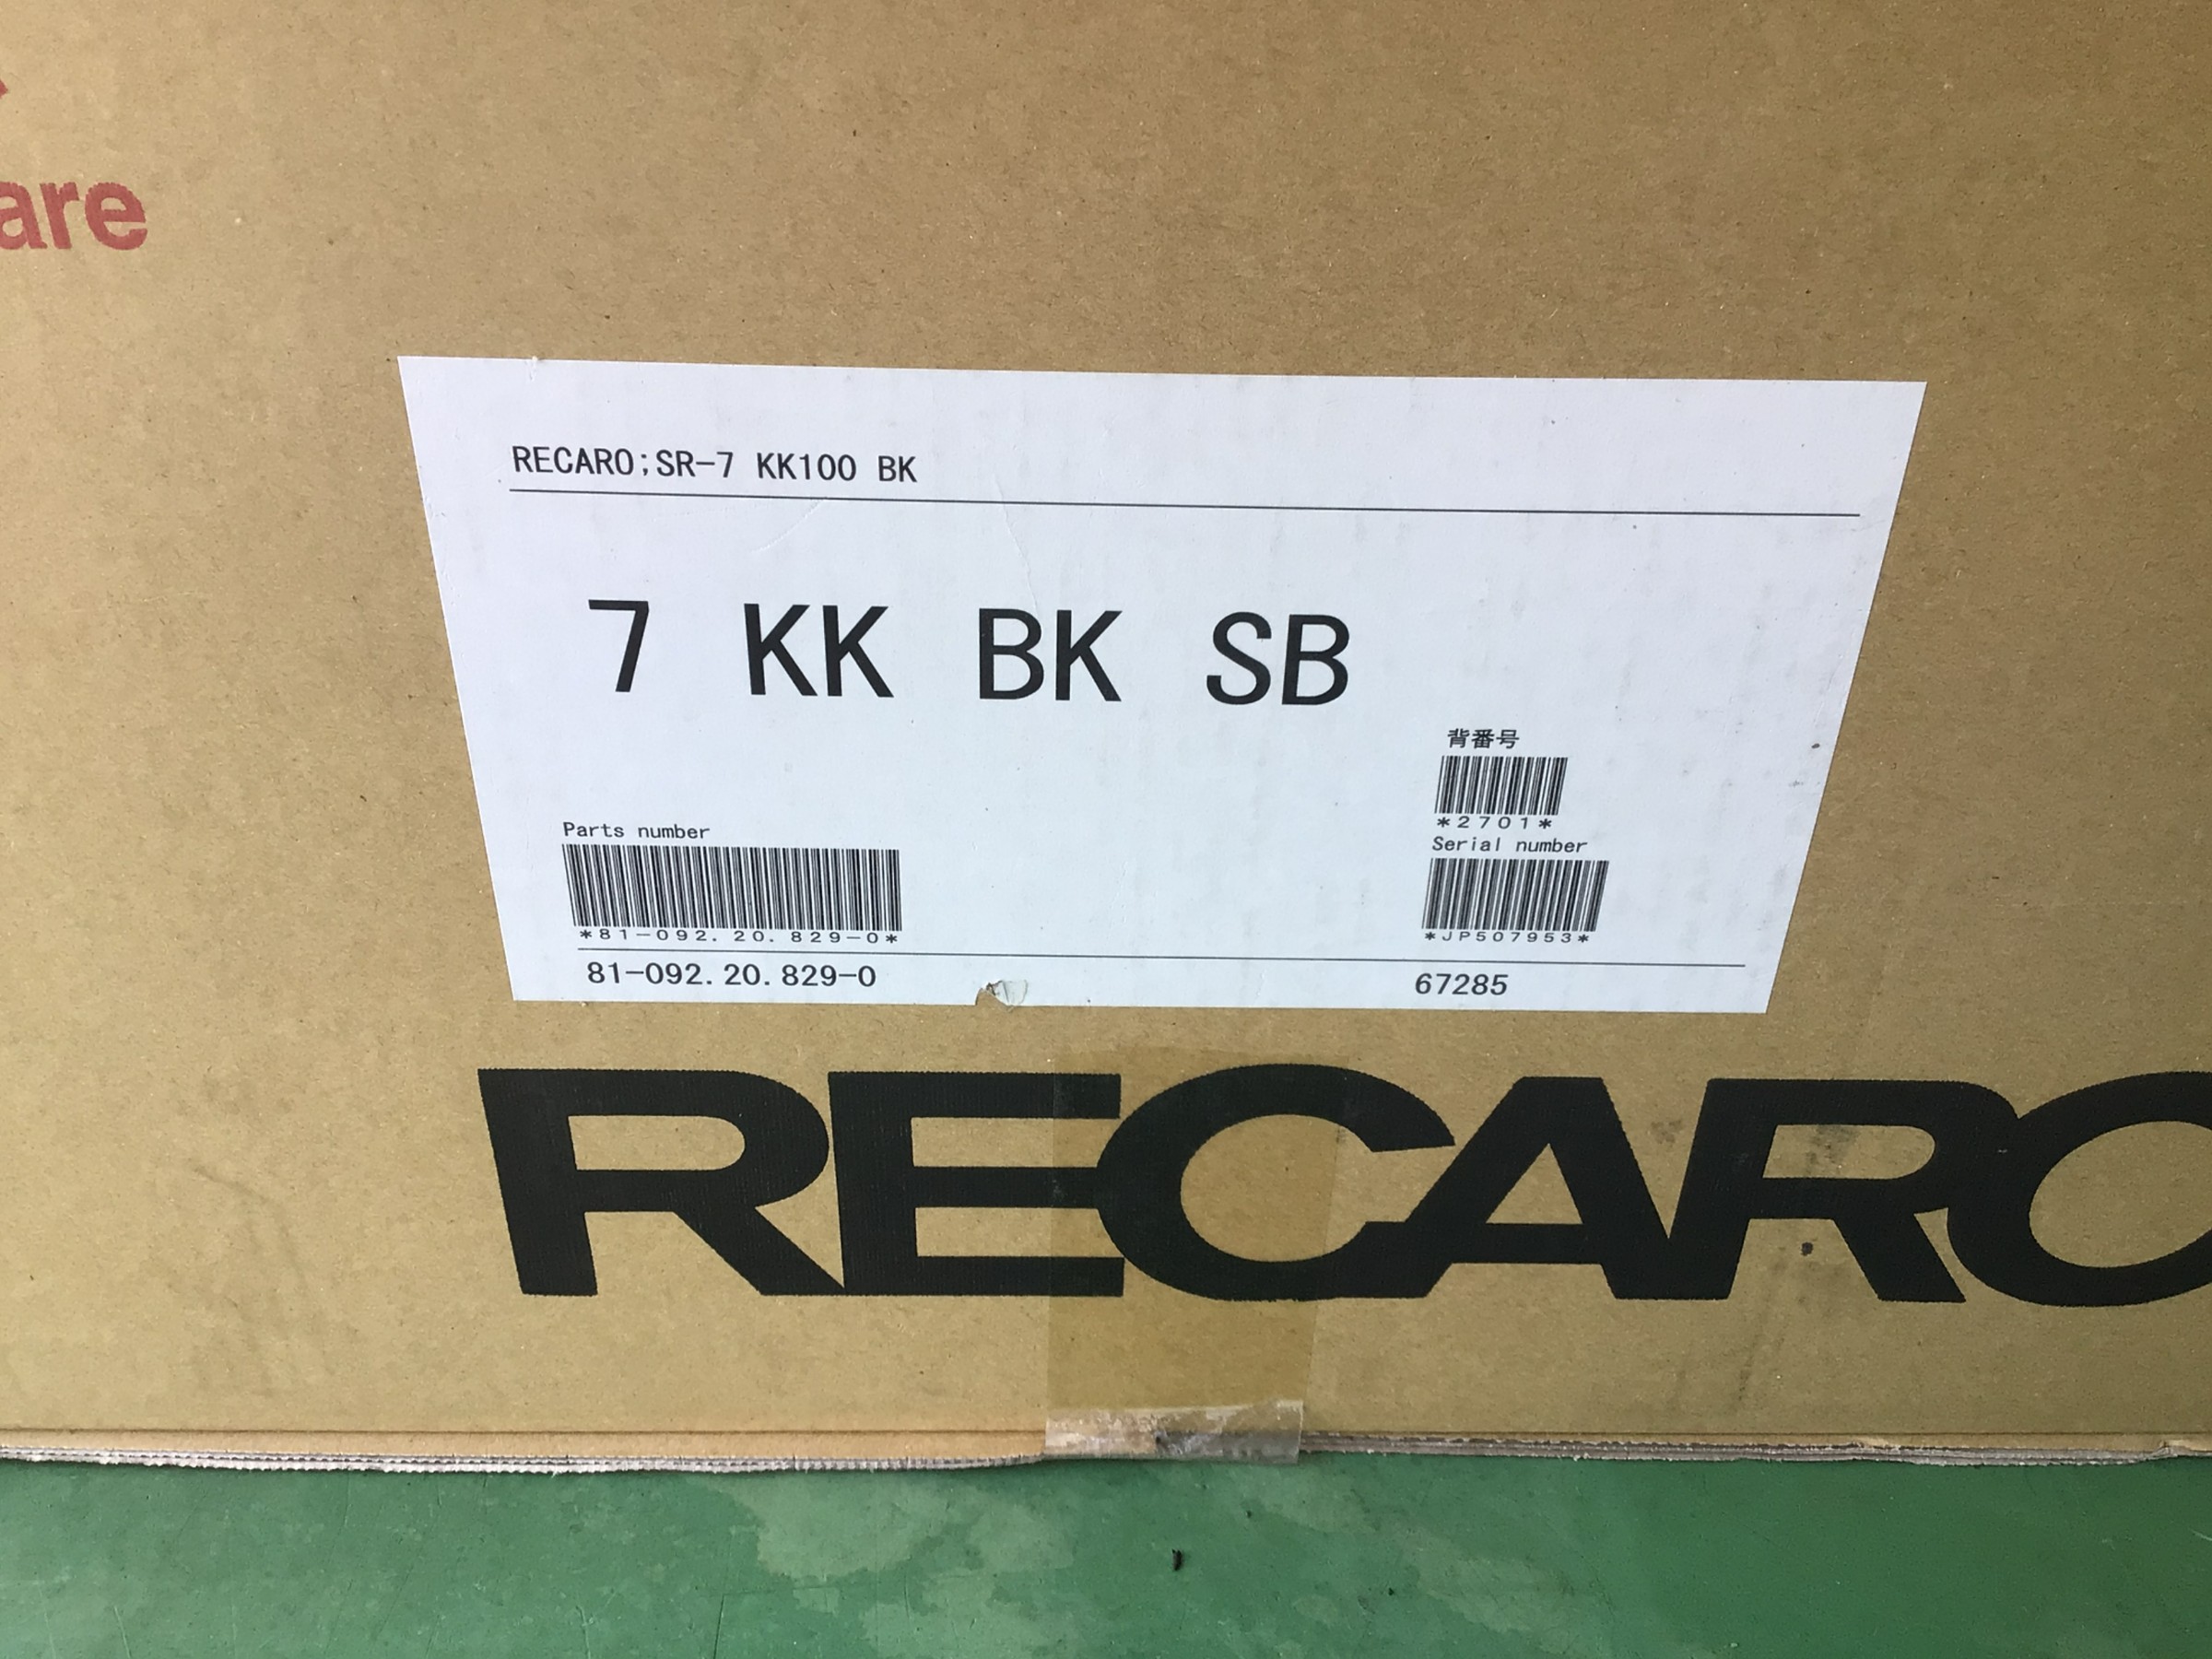 are
RECARO;SR-7 KK100 BK
7 KK BK SB
背番号
*2701*
Parts number
Serial number
*81-092.20.829-0*
*JP507953*
81-092.20.829-0
67285
RECARO